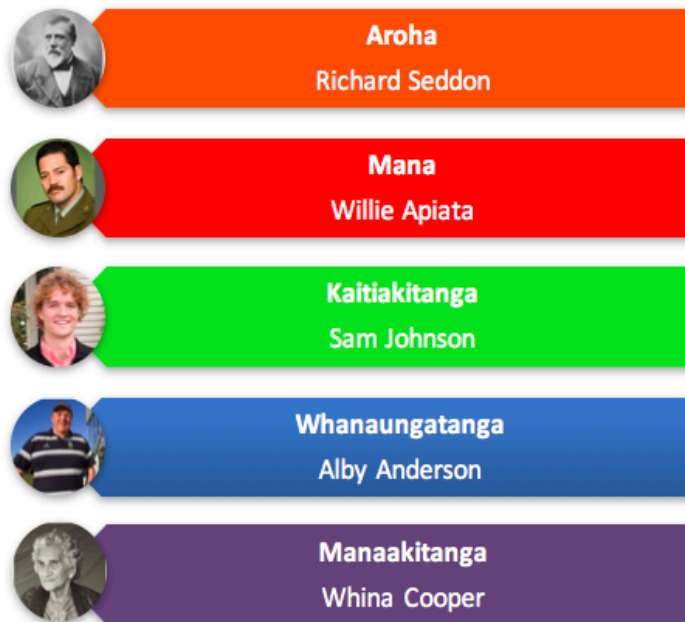 Aroha
Richard Seddon
Mana
Willie Apiata
Kaitiakitanga
Sam Johnson
Whanaungatanga
Alby Anderson
Manaakitanga
Whina Cooper